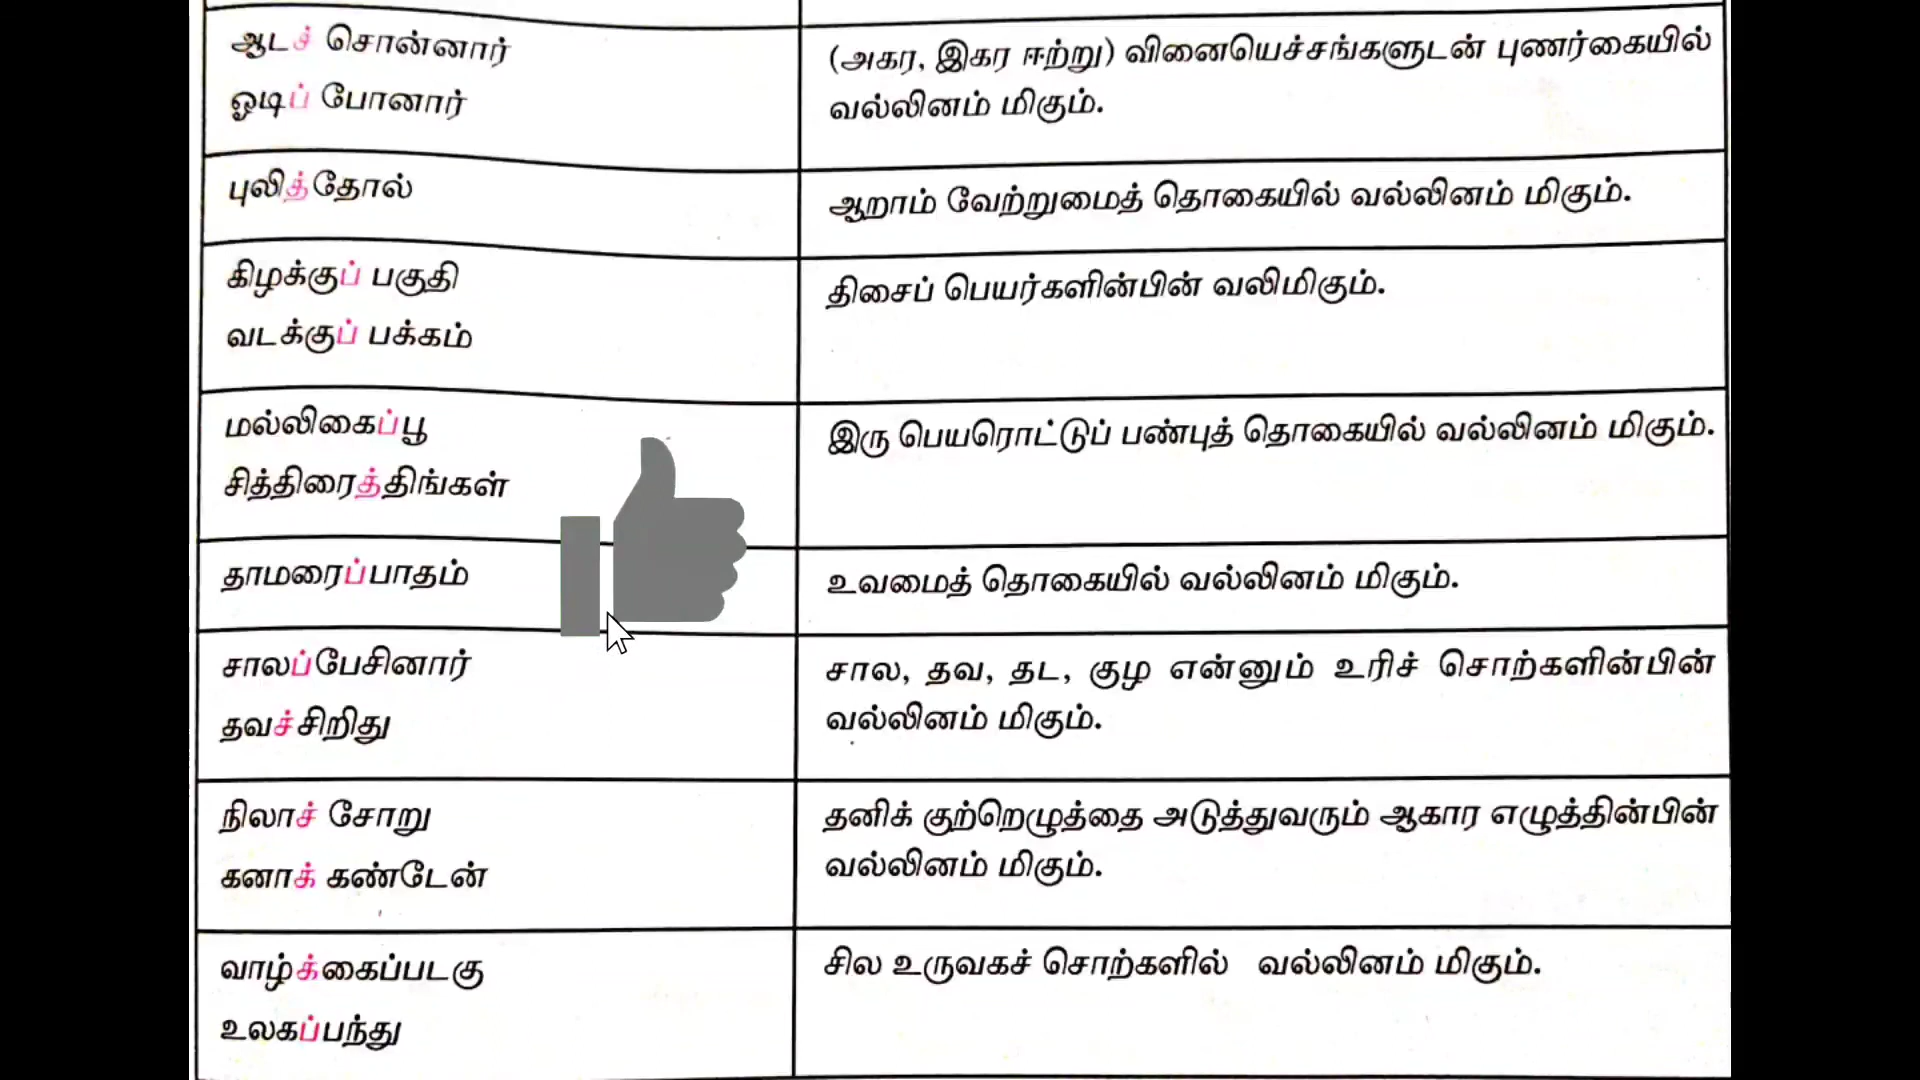 ஆடச் சொன்னார்
ஓடிப் போனார்
(அகர, இகர ஈற்று) வினையெச்சங்களுடன் புணர்கையில்
வல்லினம் மிகும்.
புலித்தோல்
ஆறாம் வேற்றுமைத் தொகையில் வல்லினம் மிகும்.
கிழக்குப் பகுதி
வடக்குப் பக்கம்
திசைப் பெயர்களின்பின் வலிமிகும்.
மல்லிகைப்பூ
சித்திரைத்திங்கள்
இரு பெயரொட்டுப் பண்புத் தொகையில் வல்லினம் மிகும்.
தாமரைப்பாதம்
உவமைத் தொகையில் வல்லினம் மிகும்.
சாலப்பேசினார்
தவச்சிறிது
சால, தவ, தட, குழ என்னும் உரிச் சொற்களின்பின்
வல்லினம் மிகும்.
நிலாச் சோறு
கனாக் கண்டேன்
தனிக் குற்றெழுத்தை அடுத்துவரும் ஆகார எழுத்தின்பின்
வல்லினம் மிகும்.
வாழ்க்கைப்படகு
உலகப்பந்து
சில உருவகச் சொற்களில் வல்லினம் மிகும்.